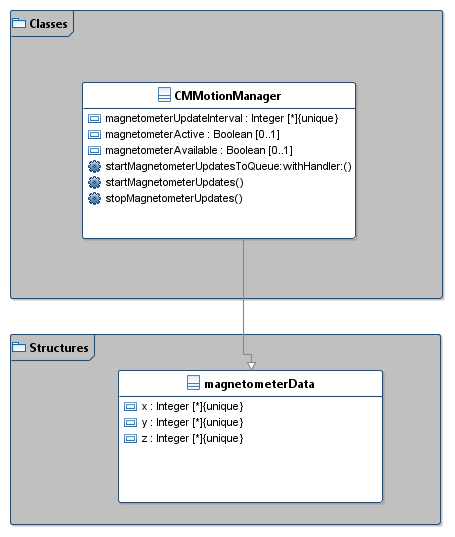 Classes
CMMotionManager
magnetometerUpdateInterval : Integer [*]{unique}
magnetometerActive : Boolean [0..1]
magnetometerAvailable : Boolean [0..1]
startMagnetometerUpdatesToQueue:withHandler:()
startMagnetometerUpdates()
stopMagnetometerUpdates()
Structures
magnetometerData
x : Integer [*]{unique}
y : Integer [*]{unique}
z : Integer [*]{unique}